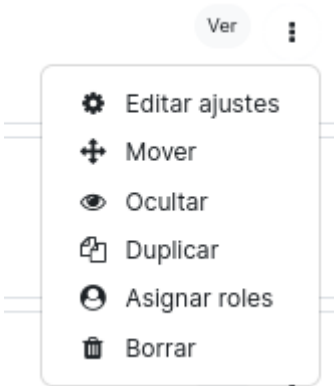 Ver
Editar ajustes
Mover
Ocultar
Duplicar
Asignar roles
Borrar